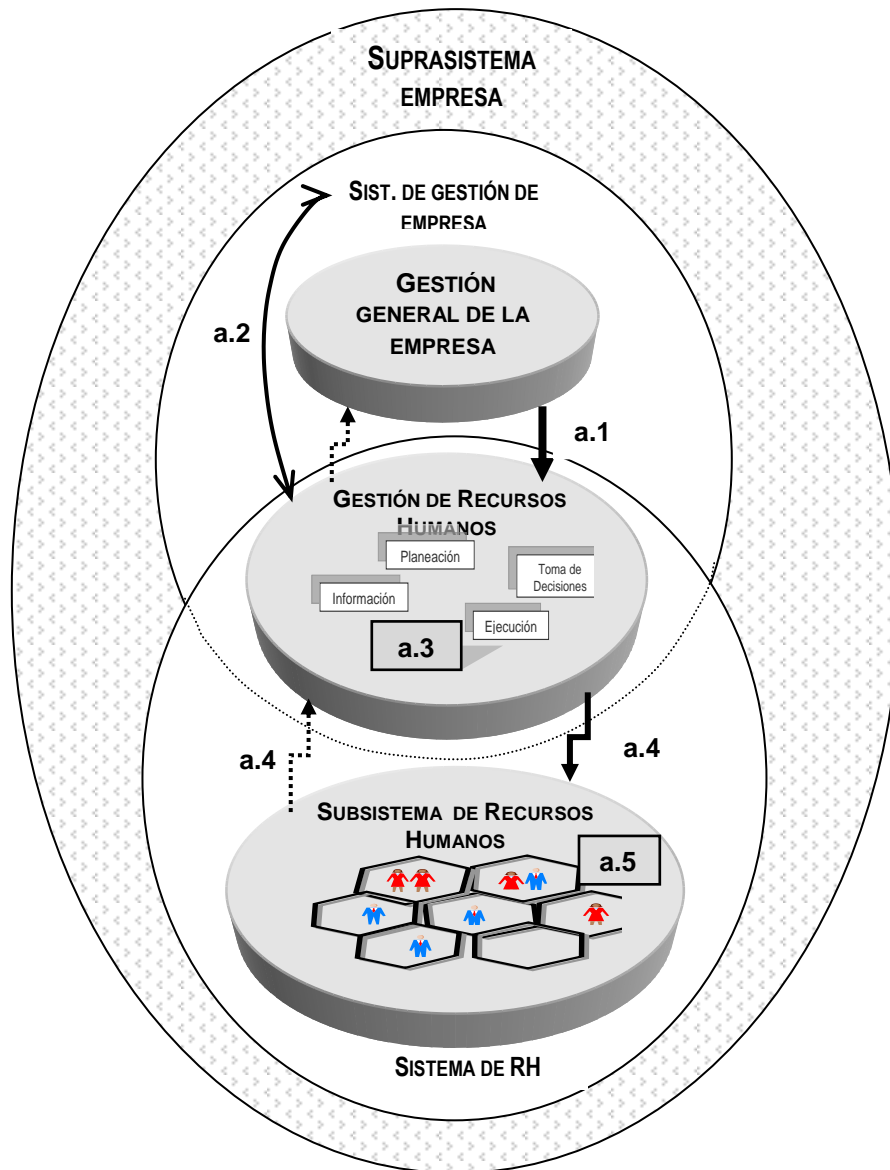 SUPRASISTEMA
EMPRESA
SIST. DE GESTIÓN DE
EMPRESA
GESTIÓN
GENERAL DE LA
EMPRESA
a.2
a.1
GESTIÓN DE RECURSOS
HUMANOS
Planeación
Toma de
Decisiones
Información
Ejecución
a.3
a.4
a.4
SUBSISTEMA DE RECURSOS
HUMANOS
a.5
SISTEMA DE RH